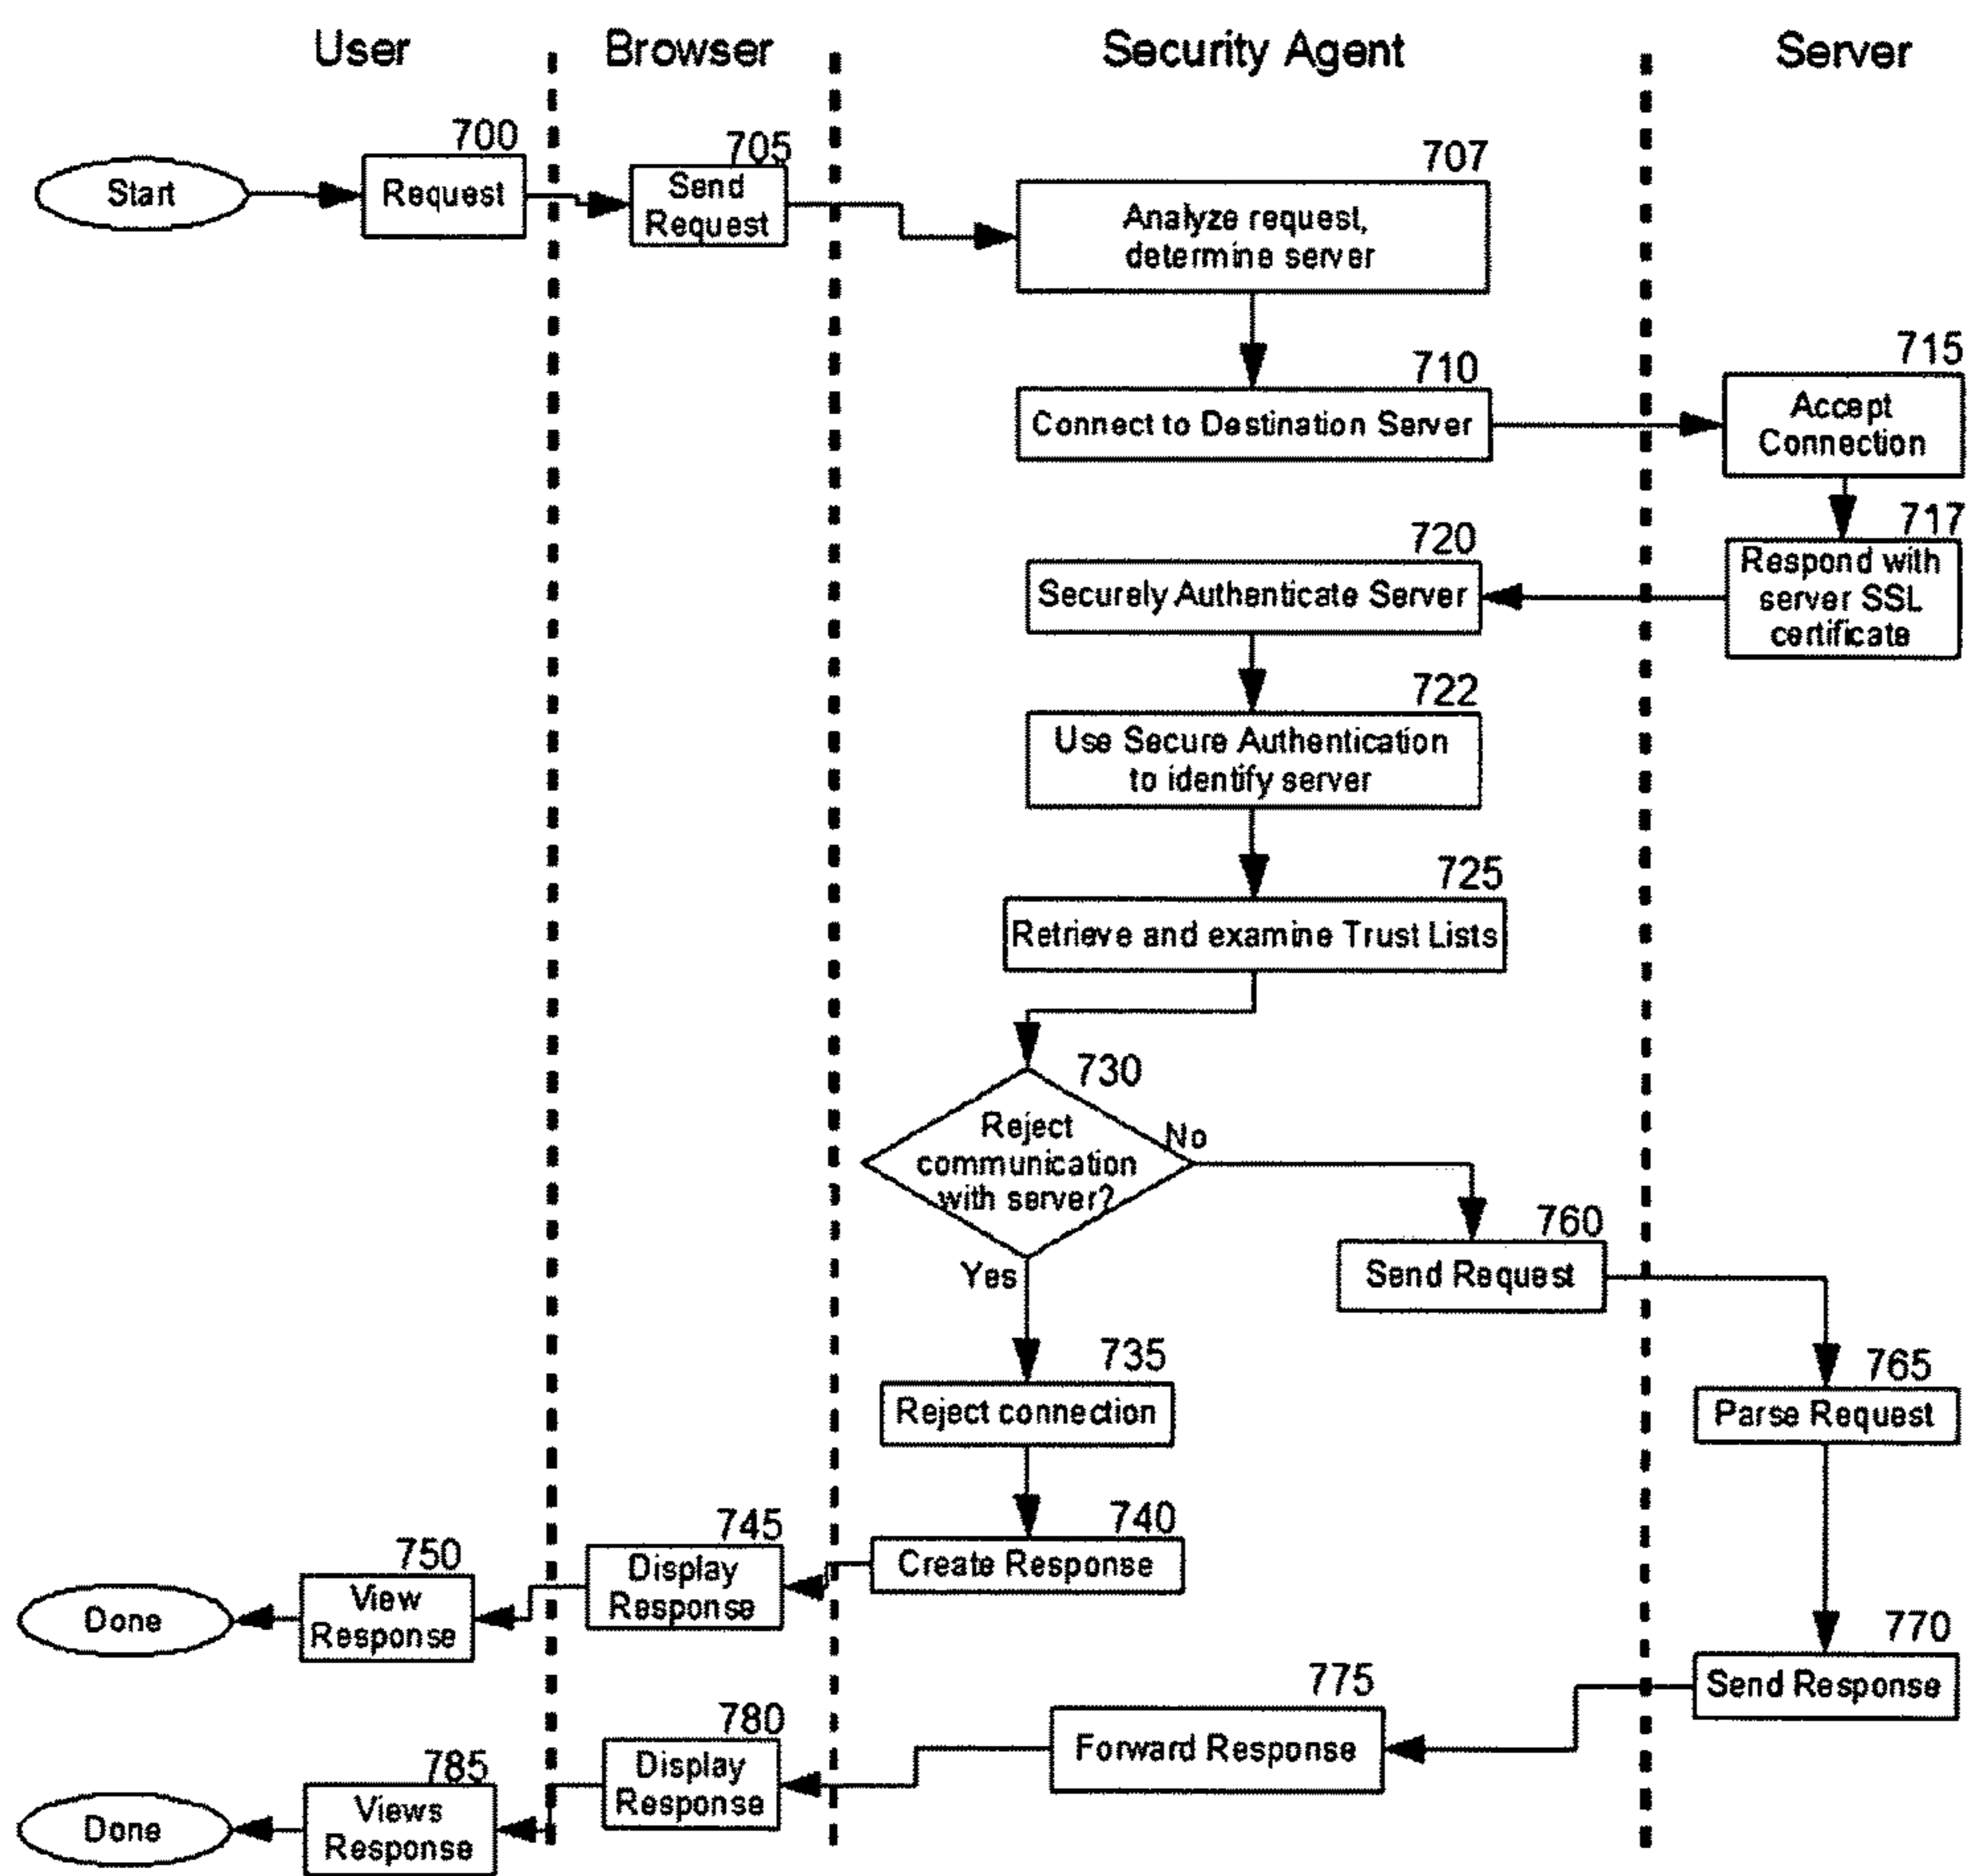 User
Browser
Security Agent
Server
Start
700
Request
705
Send
Request
707
Analyze request,
determine server
710
Connect to Destination Server
715
Accept
Connection
717
Respond with
server SSL
certificate
720
Securely Authenticate Server
722
Use Secure Authentication
to identify server
725
Retrieve and examine Trust Lists
730
Reject
communication
with server?
No
Yes
760
Send Request
735
Reject connection
765
Parse Request
740
Create Response
745
Display
Response
750
View
Response
Done
770
Send Response
775
Forward Response
780
Display
Response
785
Views
Response
Done